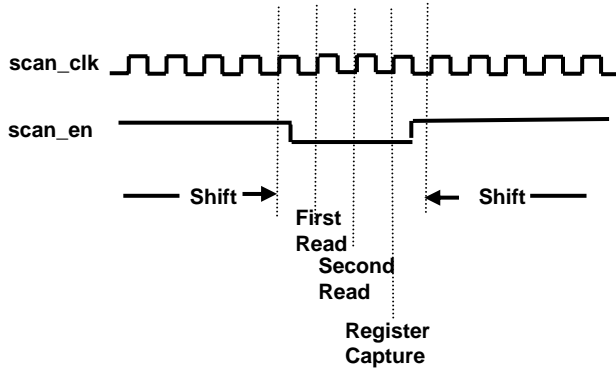 scan_clk
scan_en
Shift
Shift
First
Read
Second
Read
Register
Capture